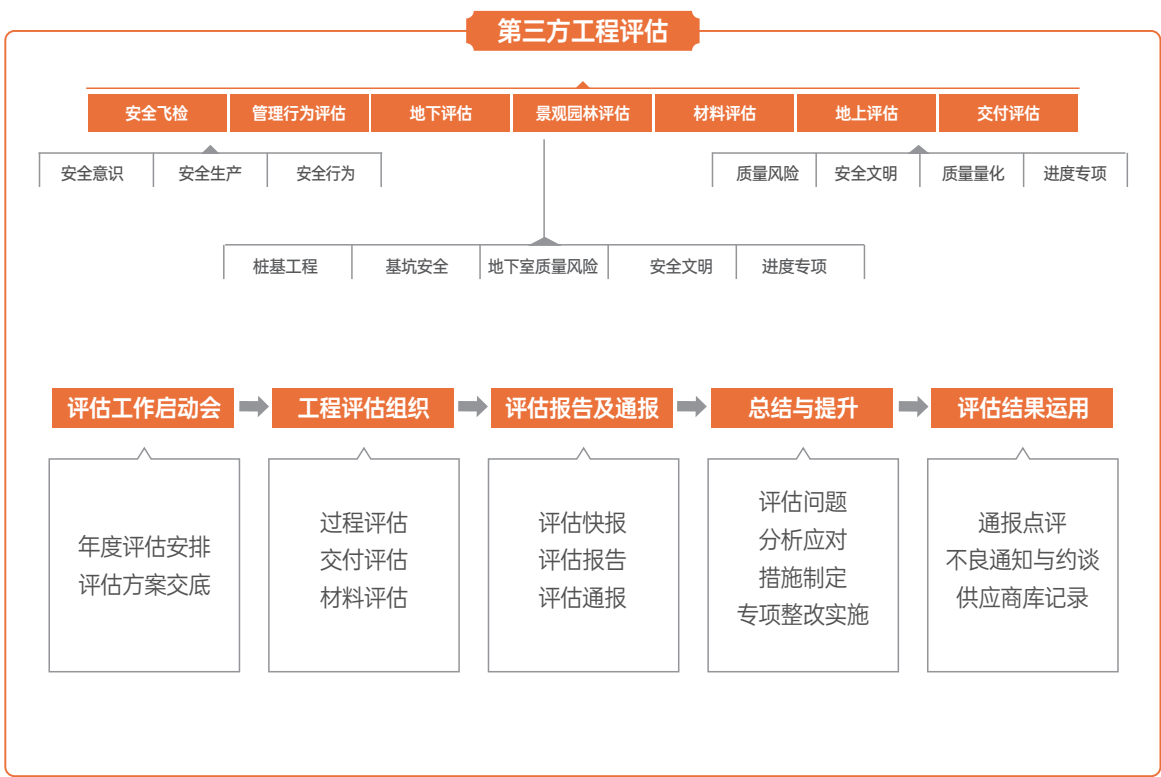 第三方工程评估
安全飞检 管理行为评估 地下评估 景观园林评估 材料评估 地上评估 交付评估
安全意识 安全生产 安全行为 质量风险 安全文明 质量量化 进度专项
桩基工程 基坑安全 地下室质量风险 安全文明 进度专项
评估工作启动会 工程评估组织 评估报告及通报 总结与提升 评估结果运用
年度评估安排
评估方案交底
过程评估
交付评估
材料评估
评估快报
评估报告
评估通报
评估问题
分析应对
措施制定
专项整改实施
通报点评
不良通知与约谈
供应商库记录